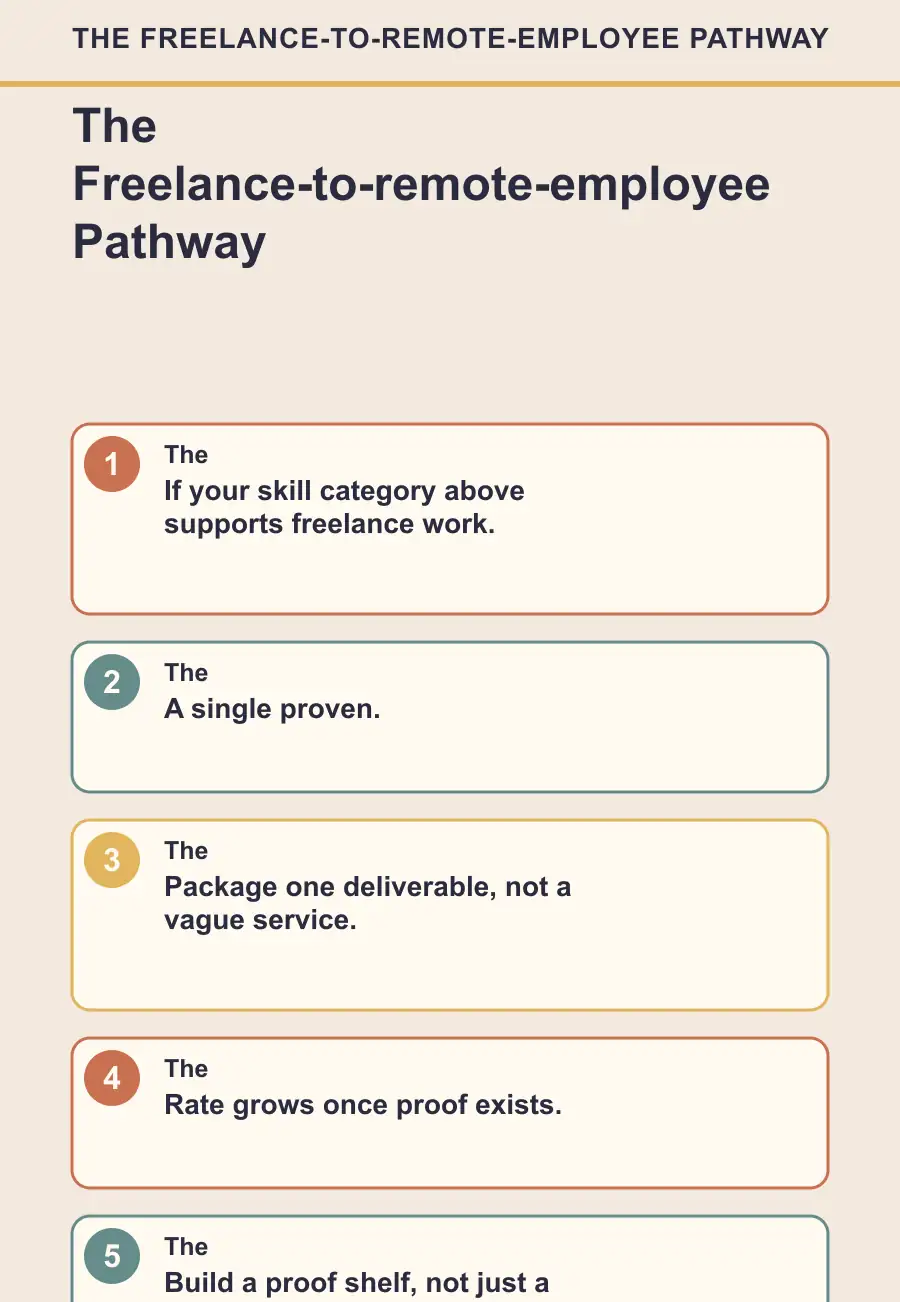 THE FREELANCE-TO-REMOTE-EMPLOYEE PATHWAY
The
Freelance-to-remote-employee
Pathway
1
The
If your skill category above
supports freelance work.
2
The
A single proven.
3
The
Package one deliverable, not a
vague service.
4
The
Rate grows once proof exists.
5
The
Build a proof shelf, not just a